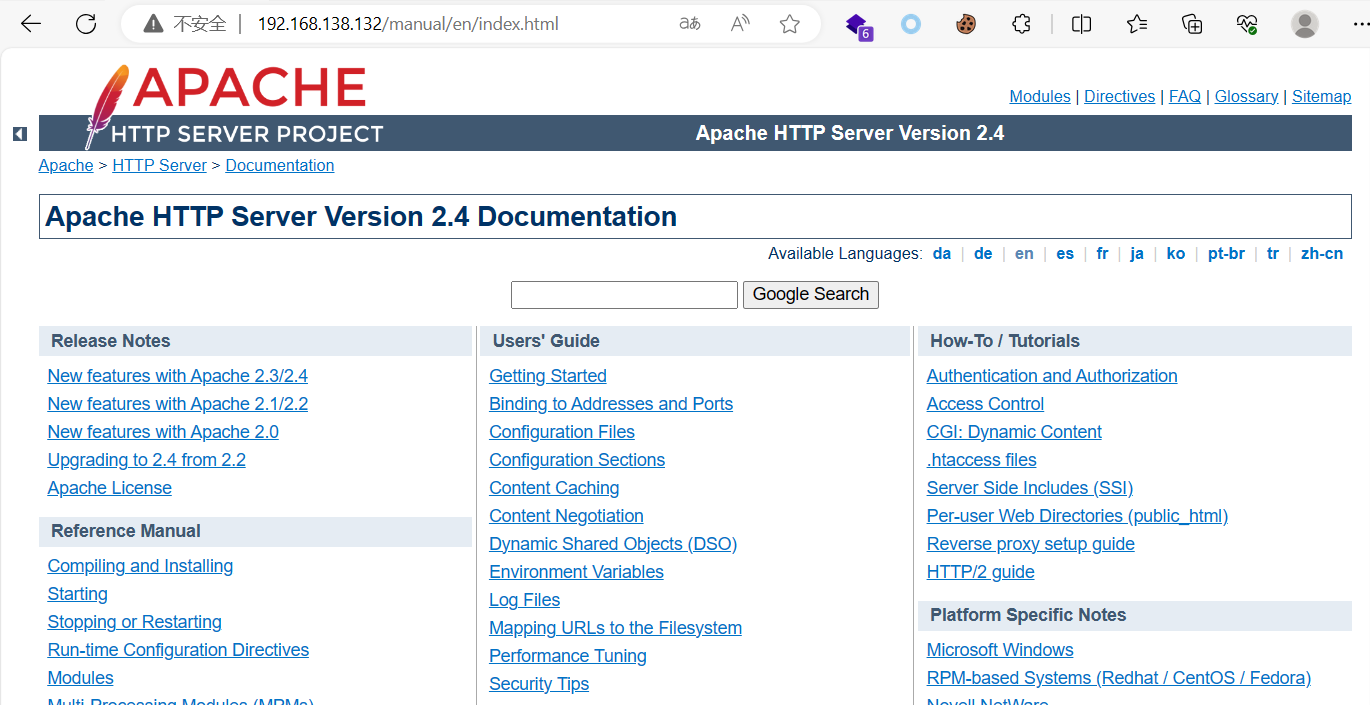 不安全 192.168.138.132/manual/en/index.html aあ A 6
APACHE
HTTP SERVER PROJECT
Modules | Directives | FAQ | Glossary | Sitemap
Apache HTTP Server Version 2.4
Apache > HTTP Server > Documentation
Apache HTTP Server Version 2.4 Documentation
Available Languages: da | de | en | es | fr | ja | ko | pt-br | tr | zh-cn
Google Search
Release Notes
New features with Apache 2.3/2.4
New features with Apache 2.1/2.2
New features with Apache 2.0
Upgrading to 2.4 from 2.2
Apache License
Reference Manual
Compiling and Installing
Starting
Stopping or Restarting
Run-time Configuration Directives
Modules
Multi-Processing Modules (MPMs)
Users' Guide
Getting Started
Binding to Addresses and Ports
Configuration Files
Configuration Sections
Content Caching
Content Negotiation
Dynamic Shared Objects (DSO)
Environment Variables
Log Files
Mapping URLs to the Filesystem
Performance Tuning
Security Tips
How-To / Tutorials
Authentication and Authorization
Access Control
CGI: Dynamic Content
.htaccess files
Server Side Includes (SSI)
Per-user Web Directories (public_html)
Reverse proxy setup guide
HTTP/2 guide
Platform Specific Notes
Microsoft Windows
RPM-based Systems (Redhat / CentOS / Fedora)
Novell NetWare